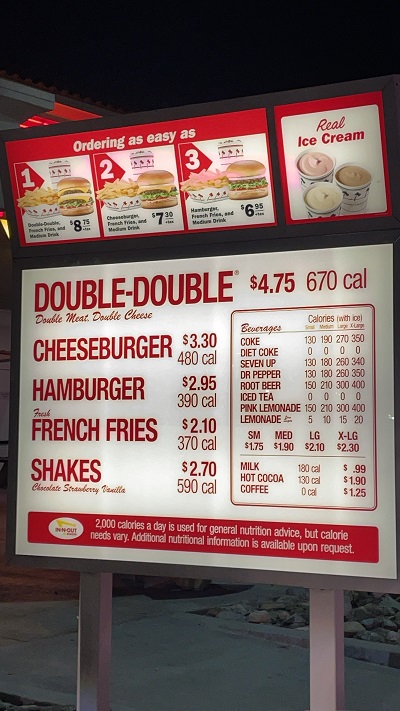 Ordering as easy as
Real
Ice Cream
1
Double-Double,
French Fries, and
Medium Drink
$8 75
+tax
2
Cheeseburger,
French Fries, and
Medium Drink
$7 30
+tax
3
Hamburger,
French Fries, and
Medium Drink
$6 95
+tax
DOUBLE-DOUBLE® $4.75 670 cal
Double Meat. Double Cheese
CHEESEBURGER $3.30
480 cal
HAMBURGER $2.95
390 cal
Fresh
FRENCH FRIES $2.10
370 cal
SHAKES $2.70
Chocolate Strawberry Vanilla 590 cal
Calories (with ice)
Beverages Small Medium Large X-Large
COKE 130 190 270 350
DIET COKE 0 0 0 0
SEVEN UP 130 180 260 340
DR PEPPER 130 180 260 350
ROOT BEER 150 210 300 400
ICED TEA 0 0 0 0
PINK LEMONADE 150 210 300 400
LEMONADE 5 10 15 20
SM MED LG X-LG
$1.75 $1.90 $2.10 $2.30
MILK 180 cal $ .99
HOT COCOA 130 cal $1.90
COFFEE 0 cal $1.25
IN-N-OUT
2,000 calories a day is used for general nutrition advice, but calorie
needs vary. Additional nutritional information is available upon request.